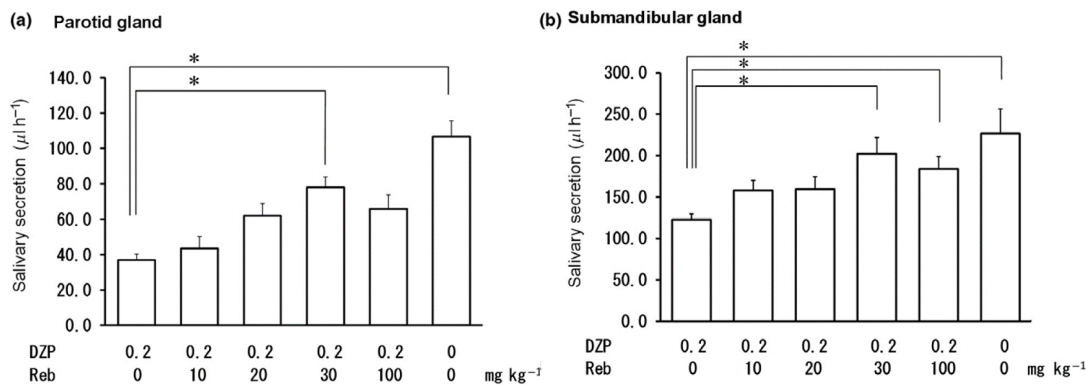 (a) Parotid gland
Salivary secretion (μl h⁻¹)
*
*
140.0
120.0
100.0
80.0
60.0
40.0
20.0
0.0
DZP 0.2 0.2 0.2 0.2 0.2 0
Reb 0 10 20 30 100 0 mg kg⁻¹
(b) Submandibular gland
Salivary secretion (μl h⁻¹)
*
*
*
300.0
250.0
200.0
150.0
100.0
50.0
0.0
DZP 0.2 0.2 0.2 0.2 0.2 0
Reb 0 10 20 30 100 0 mg kg⁻¹